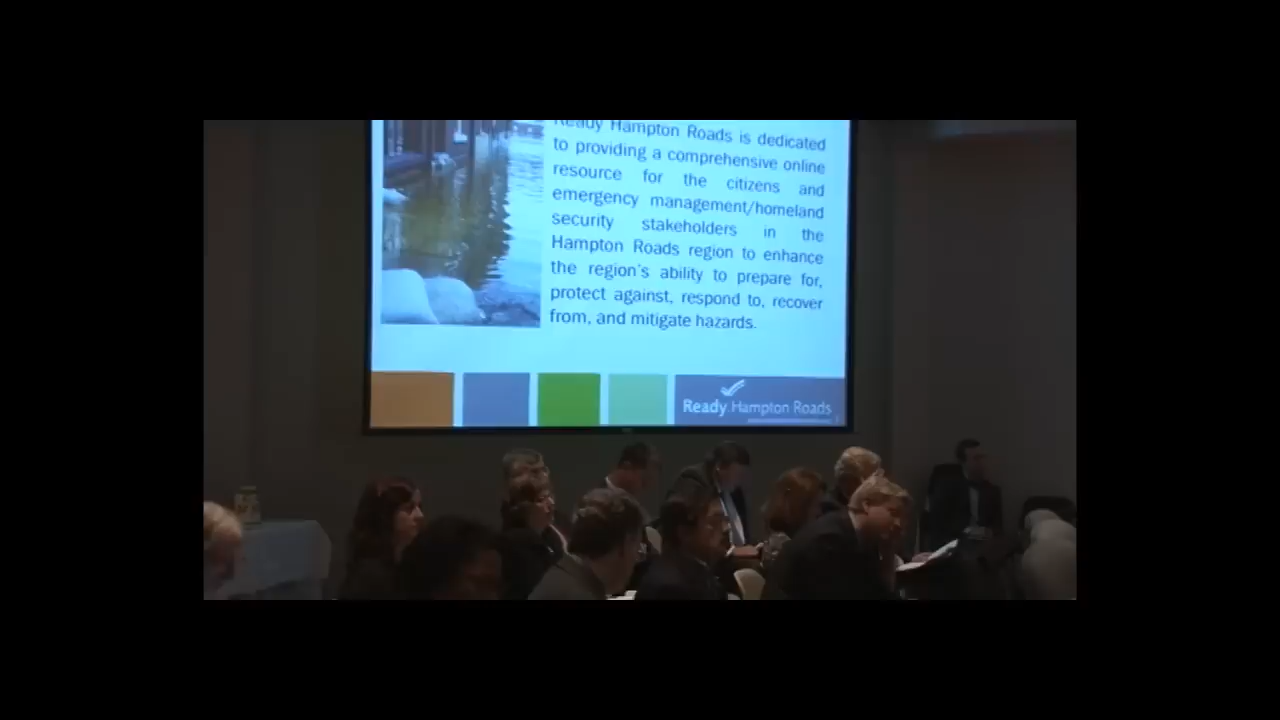 Ready Hampton Roads is dedicated
to providing a comprehensive online
resource for the citizens and
emergency management/homeland
security stakeholders in the
Hampton Roads region to enhance
the region's ability to prepare for,
protect against, respond to, recover
from, and mitigate hazards.
Ready Hampton Roads